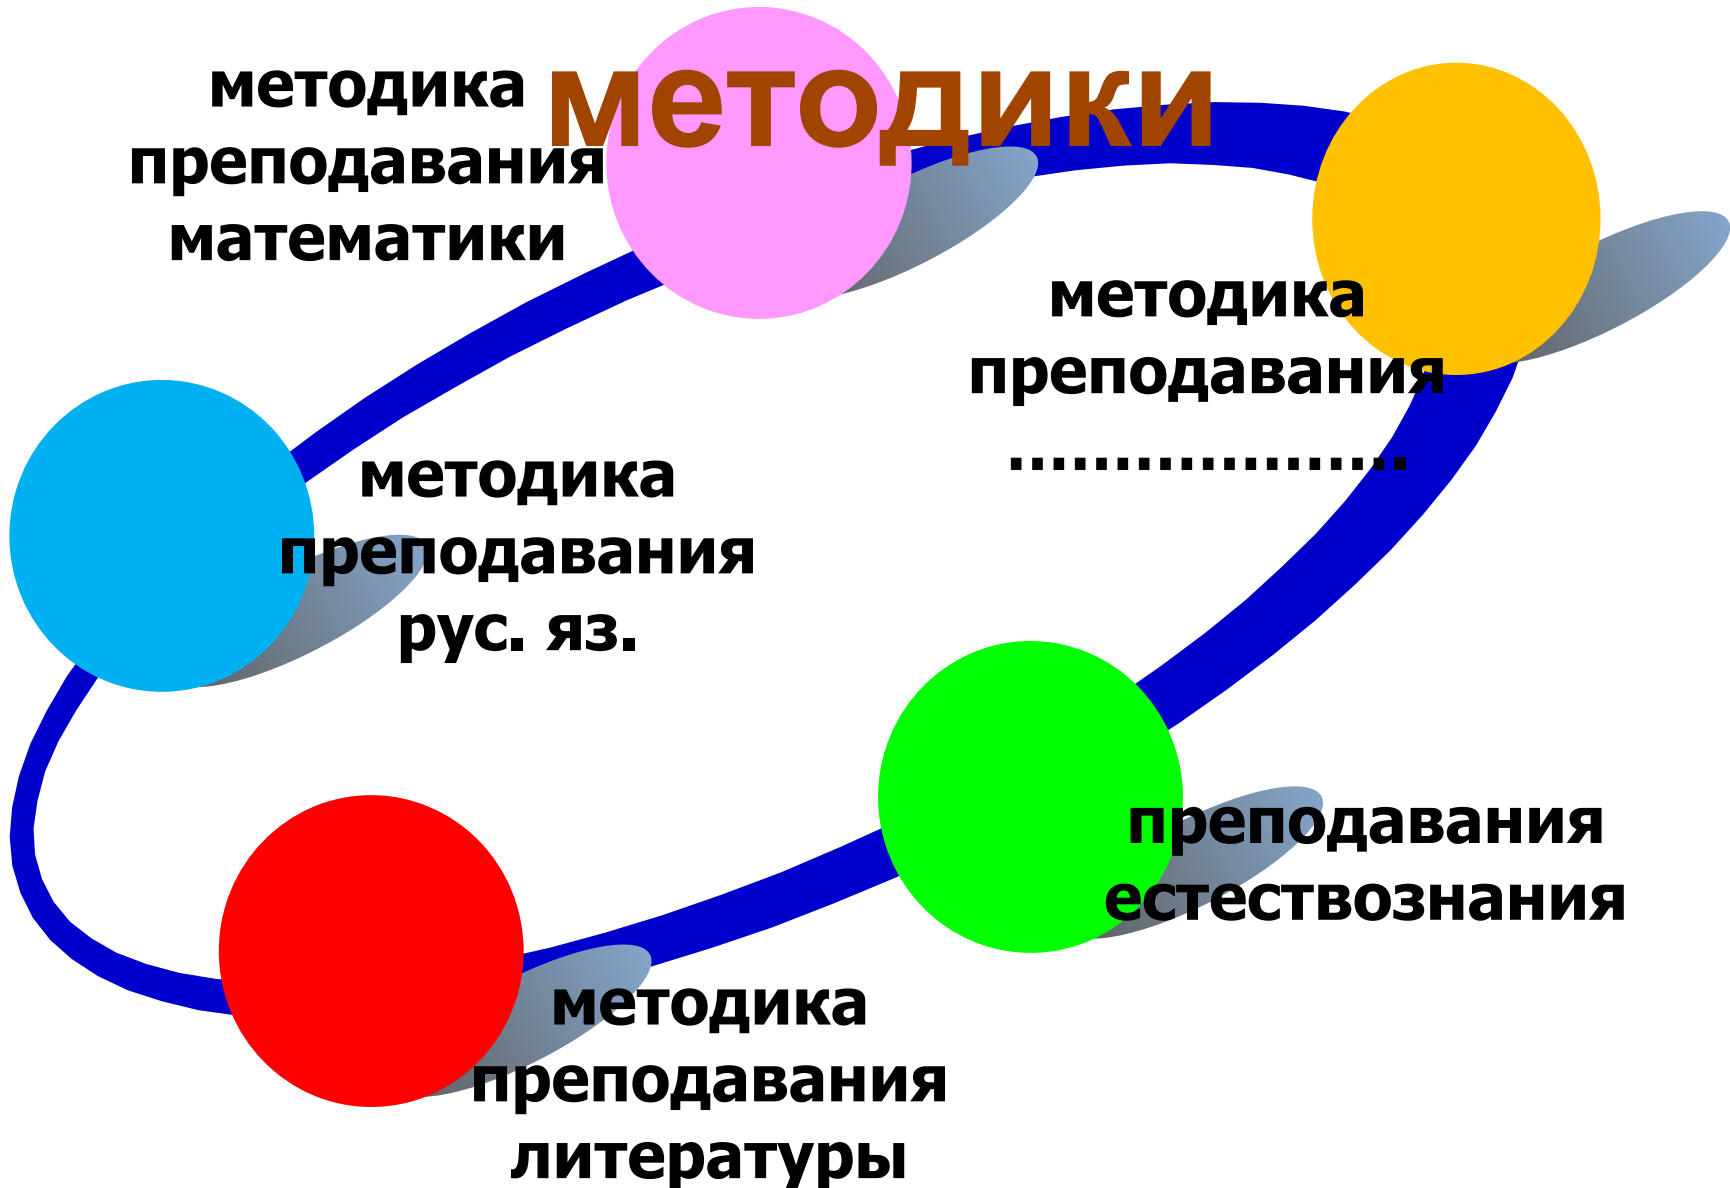 методики
методика
преподавания
математики
методика
преподавания
...................
методика
преподавания
рус. яз.
преподавания
естествознания
методика
преподавания
литературы